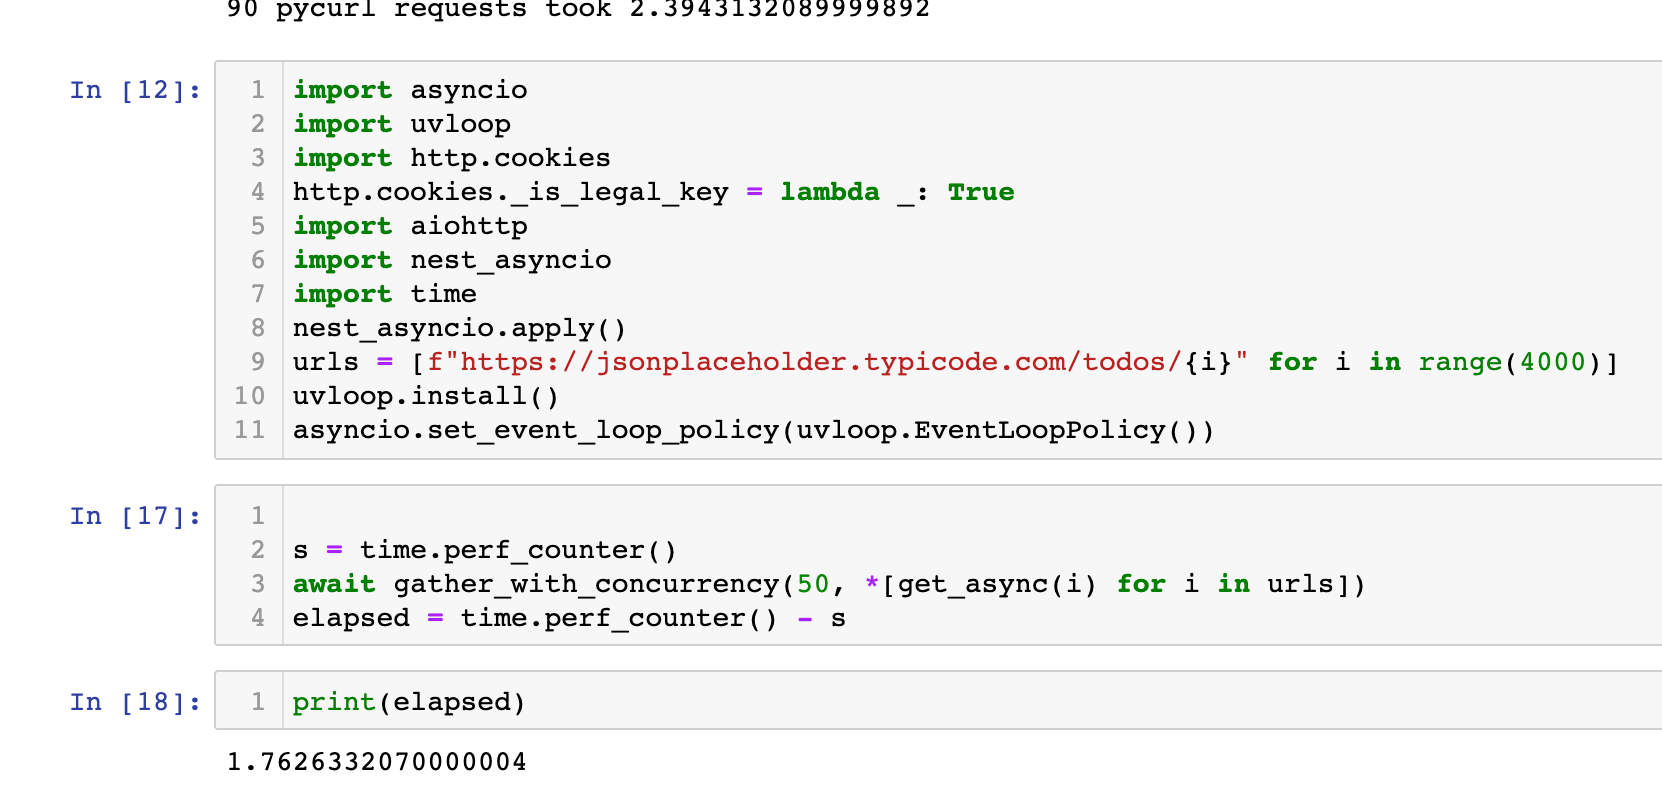 90 pycurl requests took 2.3943132089999892
In [12]:
1 import asyncio
2 import uvloop
3 import http.cookies
4 http.cookies._is_legal_key = lambda _: True
5 import aiohttp
6 import nest_asyncio
7 import time
8 nest_asyncio.apply()
9 urls = [f"https://jsonplaceholder.typicode.com/todos/{i}" for i in range(4000)]
10 uvloop.install()
11 asyncio.set_event_loop_policy(uvloop.EventLoopPolicy())
In [17]:
1
2 s = time.perf_counter()
3 await gather_with_concurrency(50, *[get_async(i) for i in urls])
4 elapsed = time.perf_counter() - s
In [18]:
1 print(elapsed)
1.7626332070000004